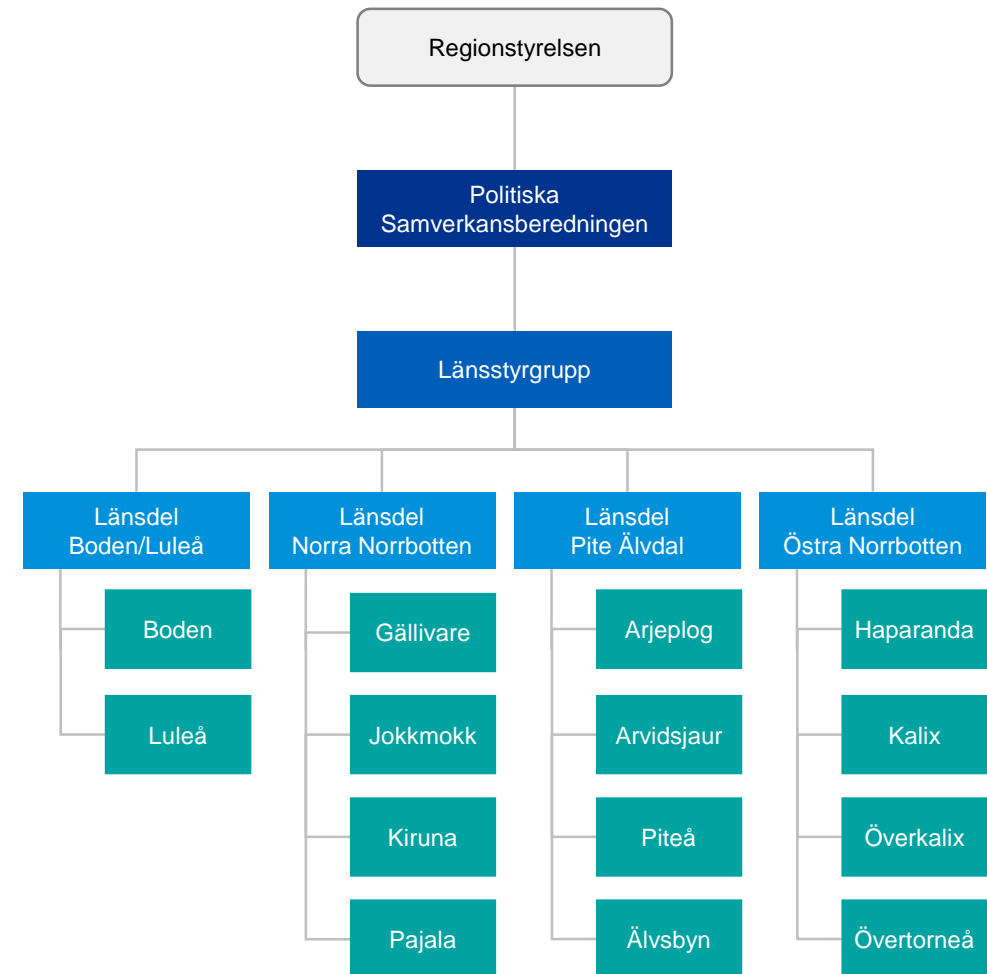 Regionstyrelsen
Politiska
Samverkansberedningen
Länsstyrgrupp
Länsdel
Boden/Luleå
Länsdel
Norra Norrbotten
Länsdel
Pite Älvdal
Länsdel
Östra Norrbotten
Boden
Luleå
Gällivare
Jokkmokk
Kiruna
Pajala
Arjeplog
Arvidsjaur
Piteå
Älvsbyn
Haparanda
Kalix
Överkalix
Övertorneå